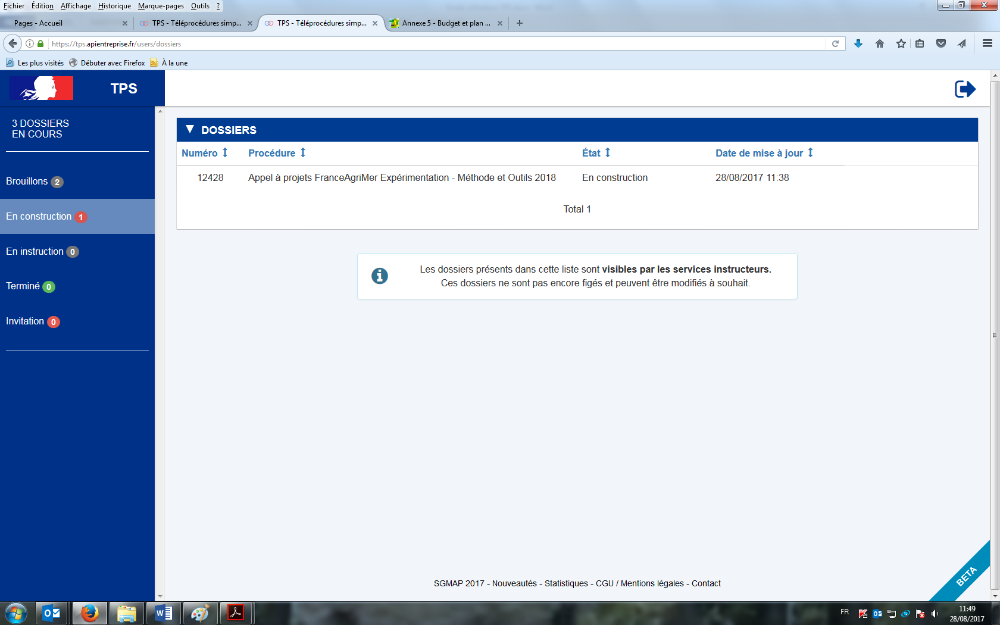 Fichier Édition Affichage Historique Marque-pages Outils ?
Pages - Accueil
TPS - Téléprocédures simp...
TPS - Téléprocédures simp...
Annexe 5 - Budget et plan ...
https://tps.apientreprise.fr/users/dossiers
Les plus visités Débuter avec Firefox À la une
TPS
3 DOSSIERS
EN COURS
Brouillons 2
En construction 1
En instruction 0
Terminé 0
Invitation 0
DOSSIERS
Numéro Procédure État Date de mise à jour
12428 Appel à projets FranceAgriMer Expérimentation - Méthode et Outils 2018 En construction 28/08/2017 11:38
Total 1
Les dossiers présents dans cette liste sont visibles par les services instructeurs.
Ces dossiers ne sont pas encore figés et peuvent être modifiés à souhait.
SGMAP 2017 - Nouveautés - Statistiques - CGU / Mentions légales - Contact
BETA
FR
11:49
28/08/2017